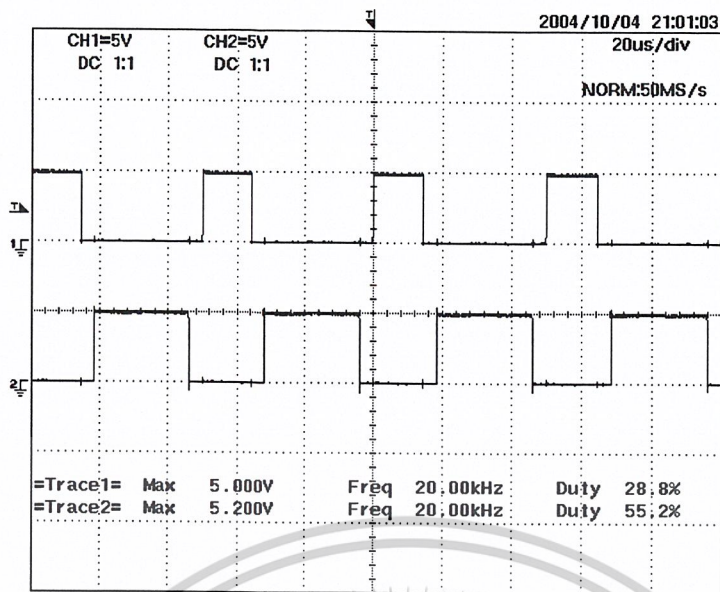 T
2004/10/04 21:01:03
CH1=5V CH2=5V 20us/div
DC 1:1 DC 1:1
NORM:50MS/s
T
1
2
=Trace1= Max 5.000V Freq 20.00kHz Duty 28.8%
=Trace2= Max 5.200V Freq 20.00kHz Duty 55.2%